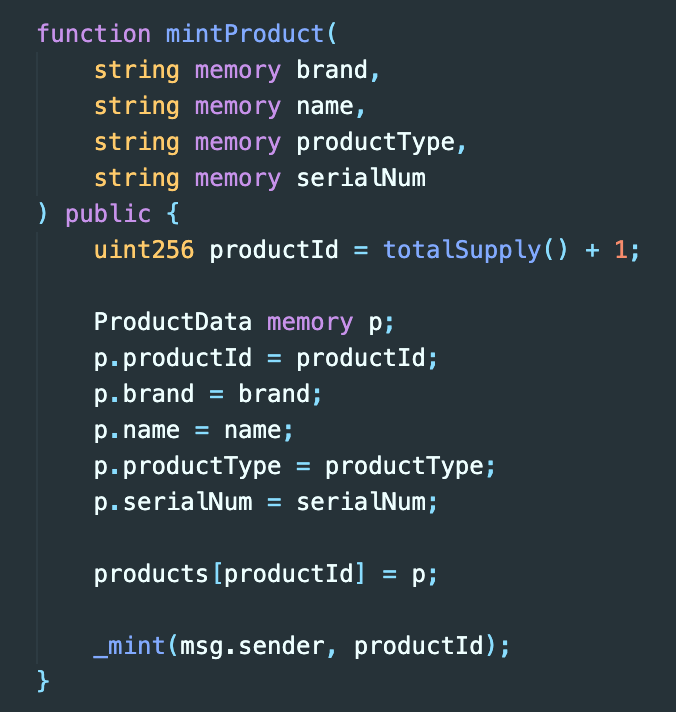 function mintProduct(
    string memory brand,
    string memory name,
    string memory productType,
    string memory serialNum
) public {
    uint256 productId = totalSupply() + 1;
    ProductData memory p;
    p.productId = productId;
    p.brand = brand;
    p.name = name;
    p.productType = productType;
    p.serialNum = serialNum;
    products[productId] = p;
    _mint(msg.sender, productId);
}